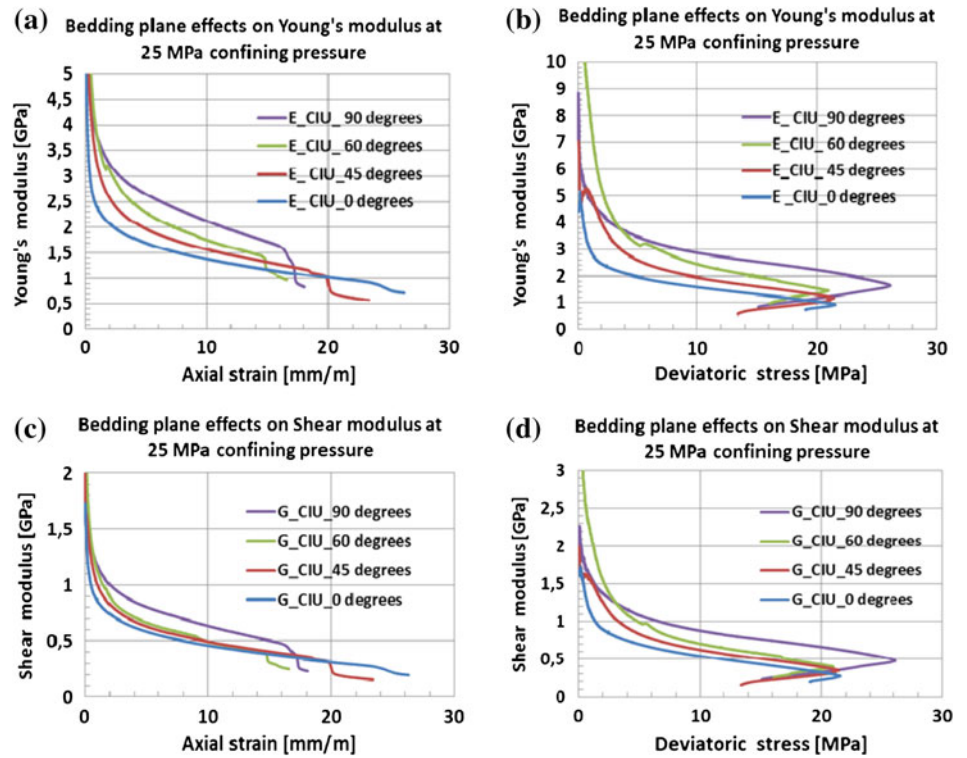 (a)
Bedding plane effects on Young's modulus at
25 MPa confining pressure
Young's modulus [GPa]
5
4,5
4
3,5
3
2,5
2
1,5
1
0,5
0
E_CIU_90 degrees
E_CIU_60 degrees
E_CIU_45 degrees
E_CIU_0 degrees
0 10 20 30
Axial strain [mm/m]
(b)
Bedding plane effects on Young's modulus at
25 MPa confining pressure
Young's modulus [GPa]
10
9
8
7
6
5
4
3
2
1
0
E_CIU_90 degrees
E_CIU_60 degrees
E_CIU_45 degrees
E_CIU_0 degrees
0 10 20 30
Deviatoric stress [MPa]
(c)
Bedding plane effects on Shear modulus at
25 MPa confining pressure
Shear modulus [GPa]
2
1,5
1
0,5
0
G_CIU_90 degrees
G_CIU_60 degrees
G_CIU_45 degrees
G_CIU_0 degrees
0 10 20 30
Axial strain [mm/m]
(d)
Bedding plane effects on Shear modulus at
25 MPa confining pressure
Shear modulus [GPa]
3
2,5
2
1,5
1
0,5
0
G_CIU_90 degrees
G_CIU_60 degrees
G_CIU_45 degrees
G_CIU_0 degrees
0 10 20 30
Deviatoric stress [MPa]